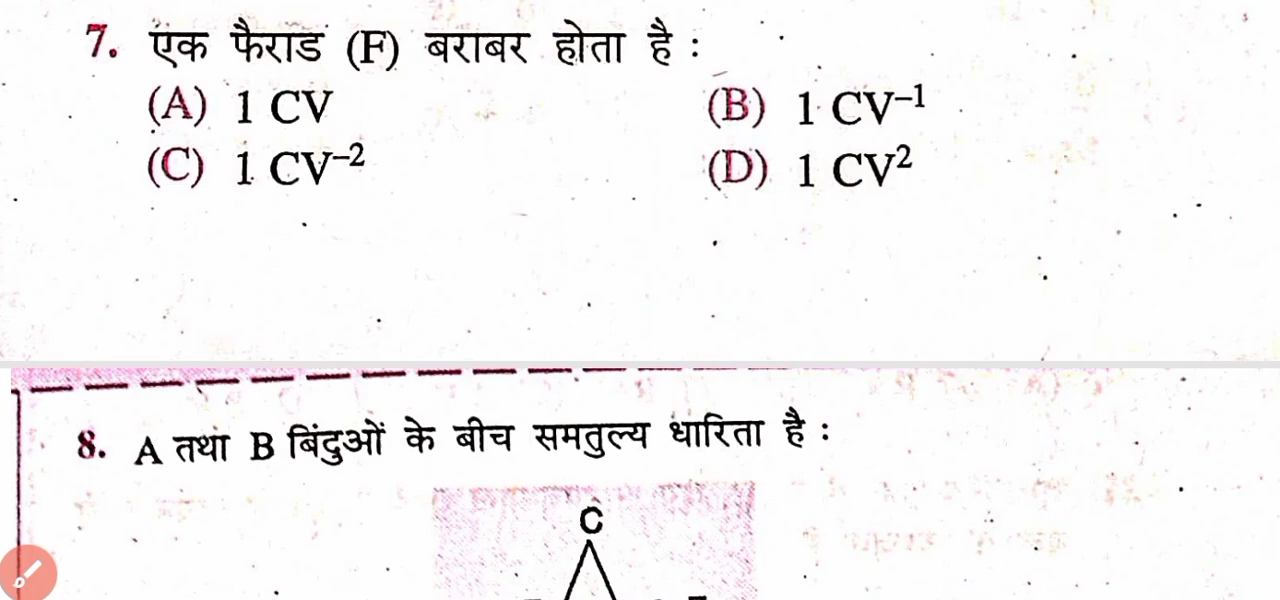 7. एक फैराड (F) बराबर होता है :
(A) 1 CV (B) 1 CV⁻¹
(C) 1 CV⁻² (D) 1 CV²
8. A तथा B बिंदुओं के बीच समतुल्य धारिता है :
C